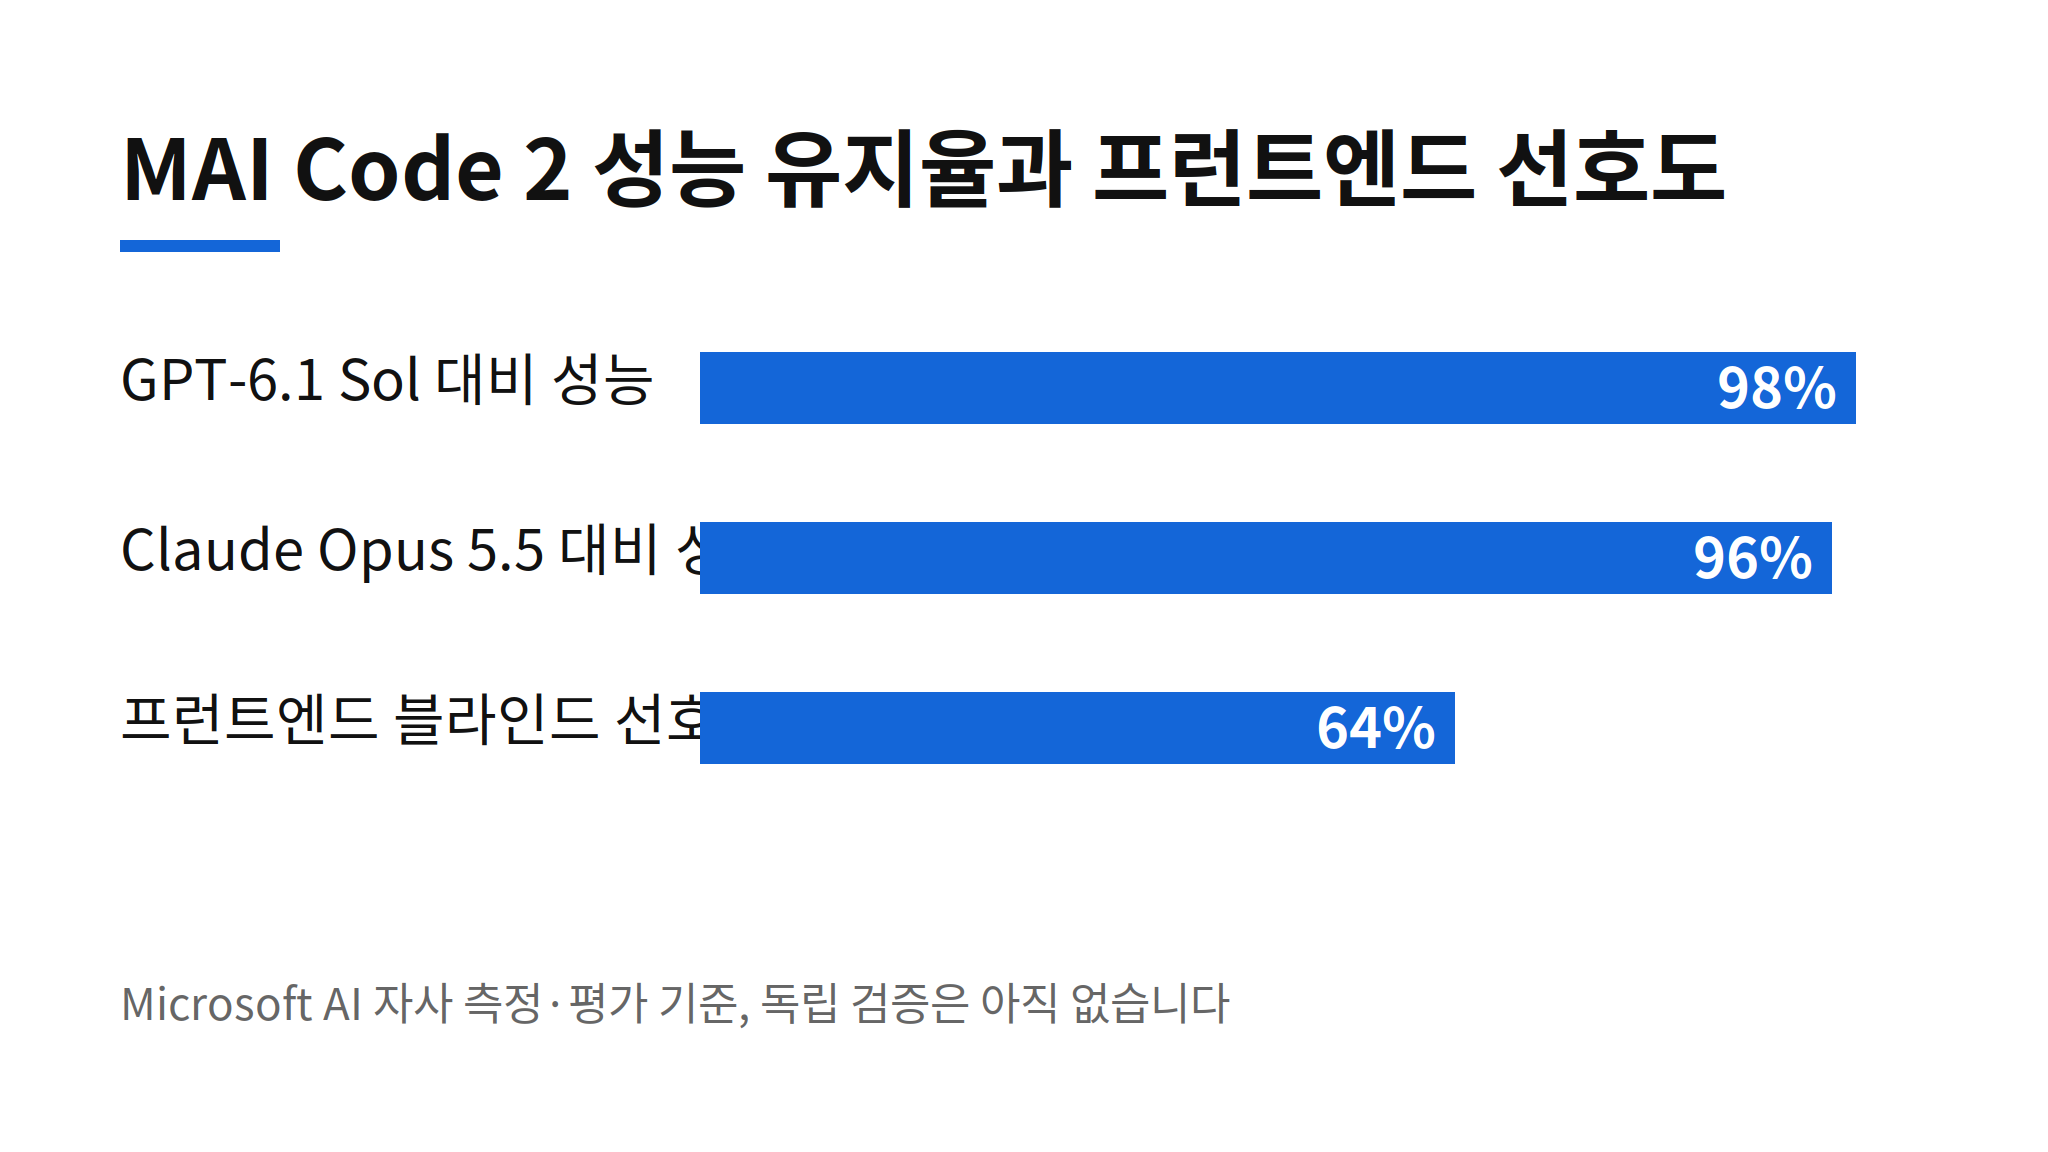 MAI Code 2 성능 유지율과 프런트엔드 선호도
GPT-6.1 Sol 대비 성능
98%
Claude Opus 5.5 대비
96%
프런트엔드 블라인드
64%
Microsoft AI 자사 측정·평가 기준, 독립 검증은 아직 없습니다